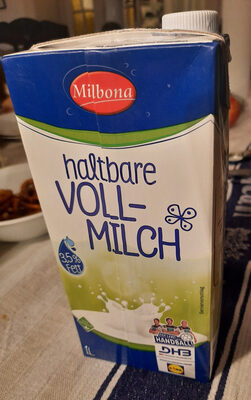 Milbona
haltbare
VOLL-
MILCH
3,5%
Fett
HANDBALL!
DHB
1L